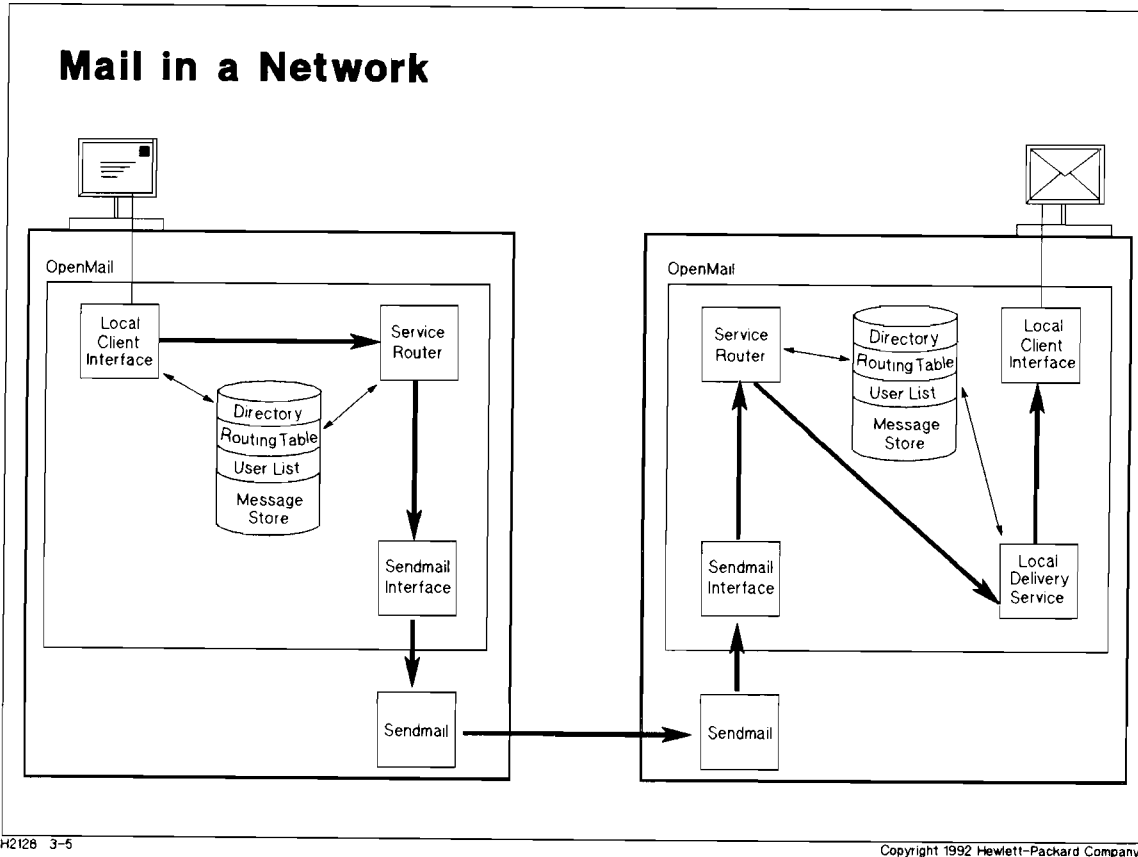 Mail in a Network
OpenMail
Local
Client
Interface
Service
Router
Directory
Routing Table
User List
Message
Store
Sendmail
Interface
Sendmail
OpenMail
Service
Router
Directory
Routing Table
User List
Message
Store
Local
Client
Interface
Sendmail
Interface
Local
Delivery
Service
Sendmail
H2128 3-5
Copyright 1992 Hewlett-Packard Company